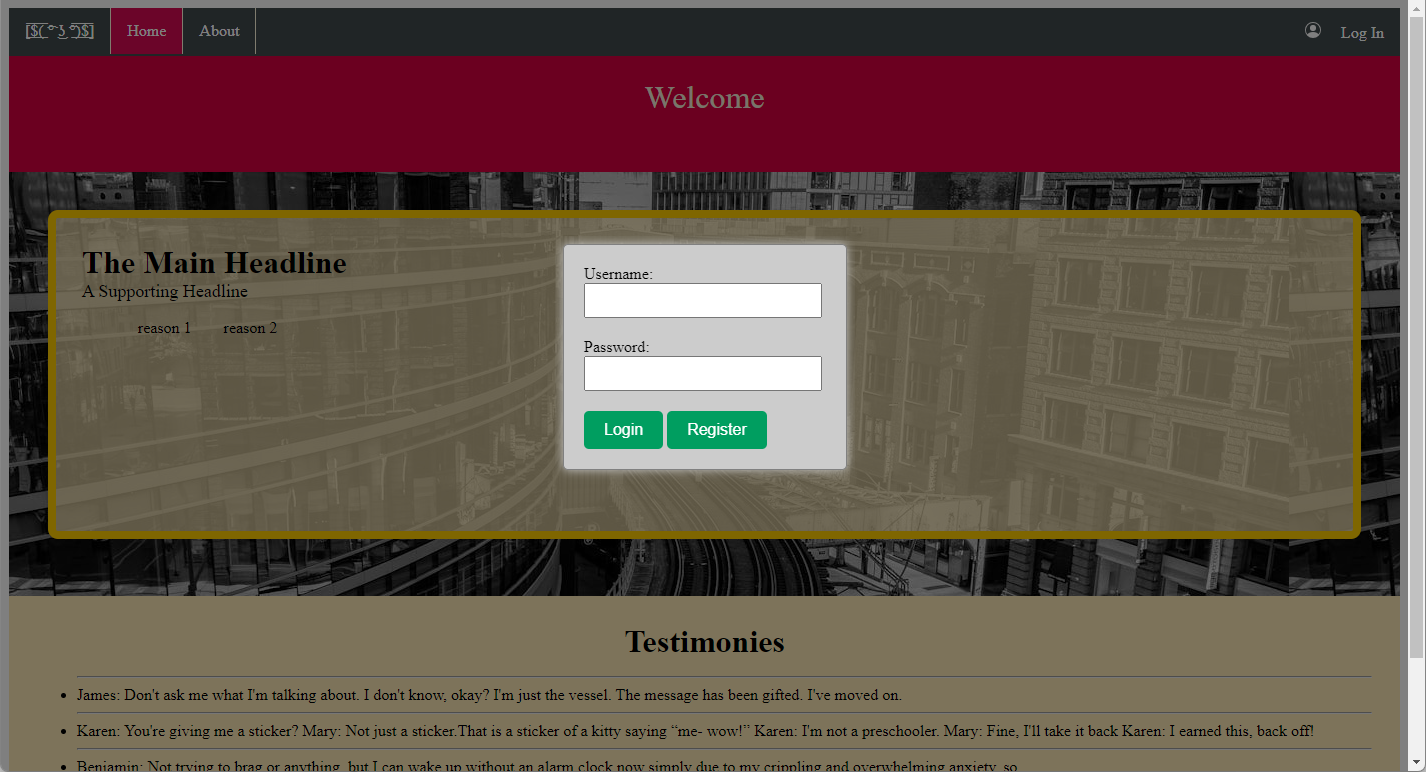 [̲̅$̲̅(̲̅ ͡° ͜ʖ ͡°̲̅)̲̅$̲̅] Home About Log In
Welcome
The Main Headline
A Supporting Headline
reason 1 reason 2
Username:
Password:
Login Register
Testimonies
James: Don't ask me what I'm talking about. I don't know, okay? I'm just the vessel. The message has been gifted. I've moved on.
Karen: You're giving me a sticker? Mary: Not just a sticker.That is a sticker of a kitty saying “me- wow!” Karen: I'm not a preschooler. Mary: Fine, I'll take it back Karen: I earned this, back off!
Benjamin: Not trying to brag or anything, but I can wake up without an alarm clock now simply due to my crippling and overwhelming anxiety, so